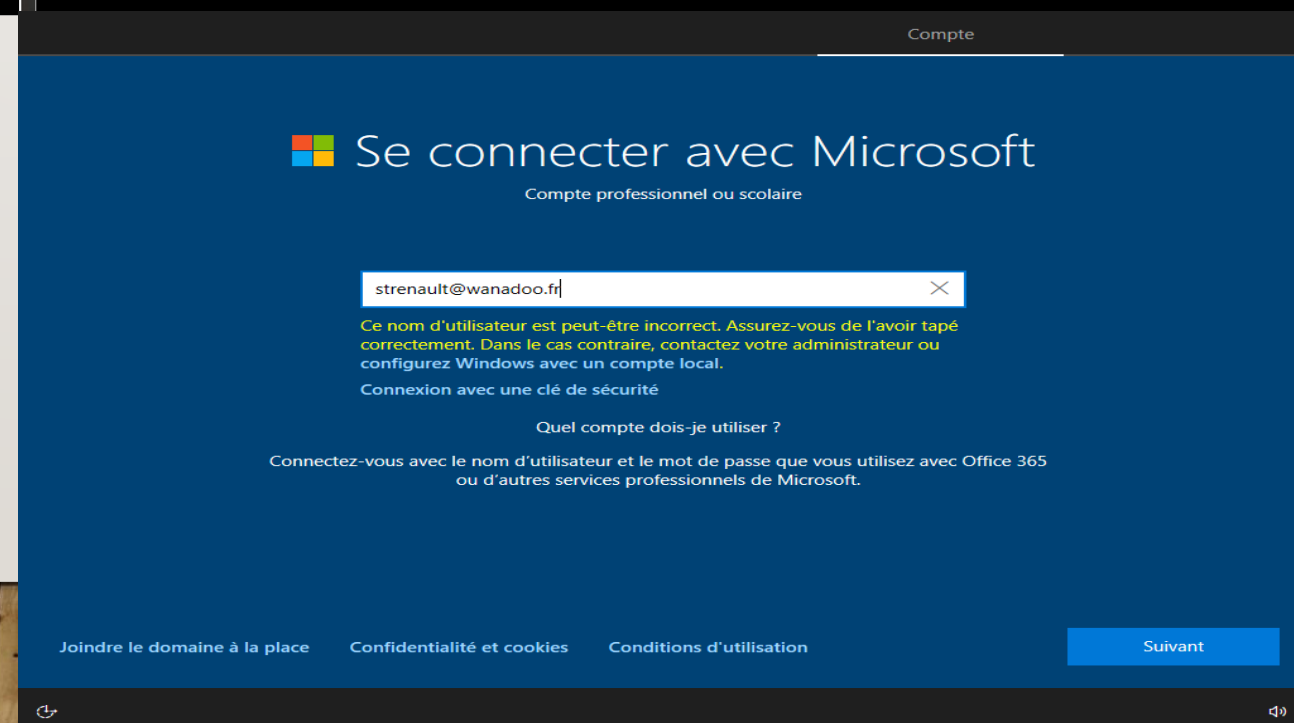 Compte
Se connecter avec Microsoft
Compte professionnel ou scolaire
strenault@wanadoo.fr
Ce nom d'utilisateur est peut-être incorrect. Assurez-vous de l'avoir tapé
correctement. Dans le cas contraire, contactez votre administrateur ou
configurez Windows avec un compte local.
Connexion avec une clé de sécurité
Quel compte dois-je utiliser ?
Connectez-vous avec le nom d'utilisateur et le mot de passe que vous utilisez avec Office 365
ou d'autres services professionnels de Microsoft.
Joindre le domaine à la place Confidentialité et cookies Conditions d'utilisation Suivant